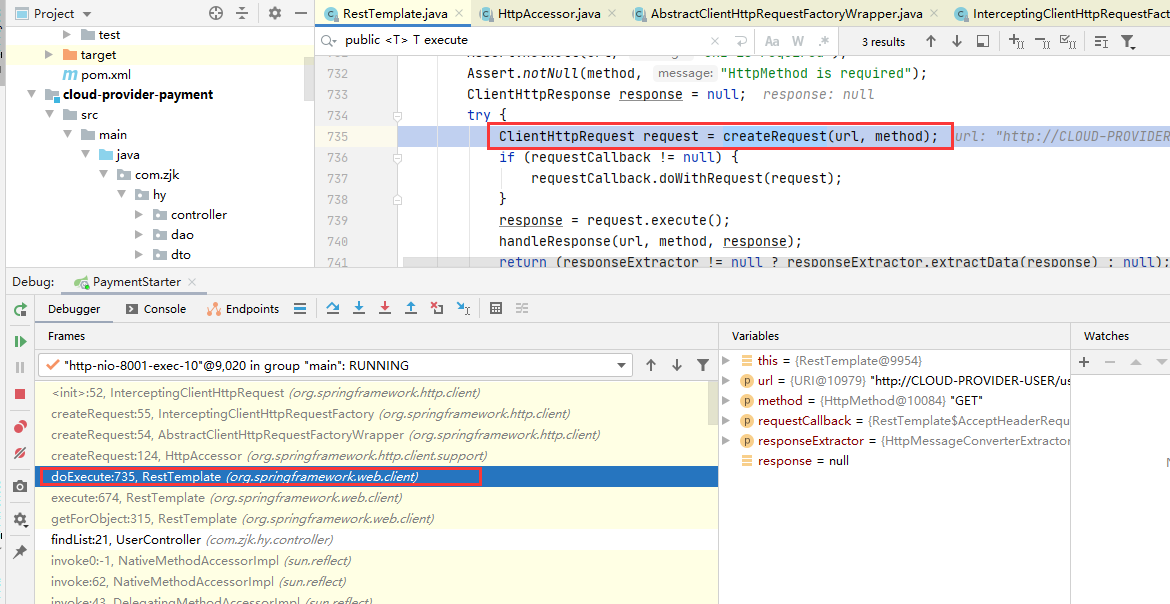 Project
RestTemplate.java
HttpAccessor.java
AbstractClientHttpRequestFactoryWrapper.java
InterceptingClientHttpRequestFact
test
target
pom.xml
cloud-provider-payment
src
main
java
com.zjk
hy
controller
dao
dto
public <T> T execute
Aa W .*
3 results
732 Assert.notNull(method, message: "HttpMethod is required");
733 ClientHttpResponse response = null; response: null
734 try {
735 ClientHttpRequest request = createRequest(url, method); url: "http://CLOUD-PROVIDER
736 if (requestCallback != null) {
737 requestCallback.doWithRequest(request);
738 }
739 response = request.execute();
740 handleResponse(url, method, response);
741 return (responseExtractor != null ? responseExtractor.extractData(response) : null);
Debug: PaymentStarter
Debugger Console Endpoints
Frames
"http-nio-8001-exec-10"@9,020 in group "main": RUNNING
<init>:52, InterceptingClientHttpRequest (org.springframework.http.client)
createRequest:55, InterceptingClientHttpRequestFactory (org.springframework.http.client)
createRequest:54, AbstractClientHttpRequestFactoryWrapper (org.springframework.http.client)
createRequest:124, HttpAccessor (org.springframework.http.client.support)
doExecute:735, RestTemplate (org.springframework.web.client)
execute:674, RestTemplate (org.springframework.web.client)
getForObject:315, RestTemplate (org.springframework.web.client)
findList:21, UserController (com.zjk.hy.controller)
invoke0:-1, NativeMethodAccessorImpl (sun.reflect)
invoke:62, NativeMethodAccessorImpl (sun.reflect)
invoke:43, DelegatingMethodAccessorImpl (sun.reflect)
Variables
this = {RestTemplate@9954}
url = {URI@10979} "http://CLOUD-PROVIDER-USER/us
method = {HttpMethod@10084} "GET"
requestCallback = {RestTemplate$AcceptHeaderRequ
responseExtractor = {HttpMessageConverterExtractor
response = null
Watches